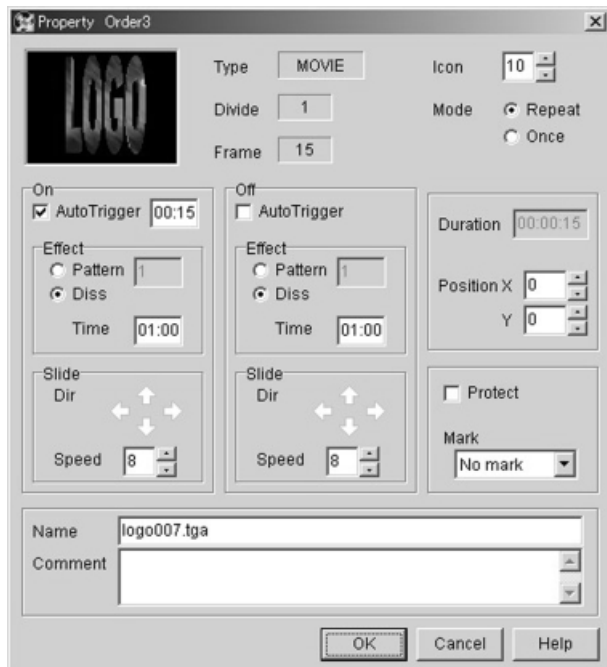 Property Order3
LOGO
Type MOVIE
Divide 1
Frame 15
Icon 10
Mode Repeat
Once
On
AutoTrigger 00:15
Effect
Pattern 1
Diss
Time 01:00
Slide
Dir
Speed 8
Off
AutoTrigger
Effect
Pattern 1
Diss
Time 01:00
Slide
Dir
Speed 8
Duration 00:00:15
Position X 0
Y 0
Protect
Mark
No mark
Name logo007.tga
Comment
OK Cancel Help